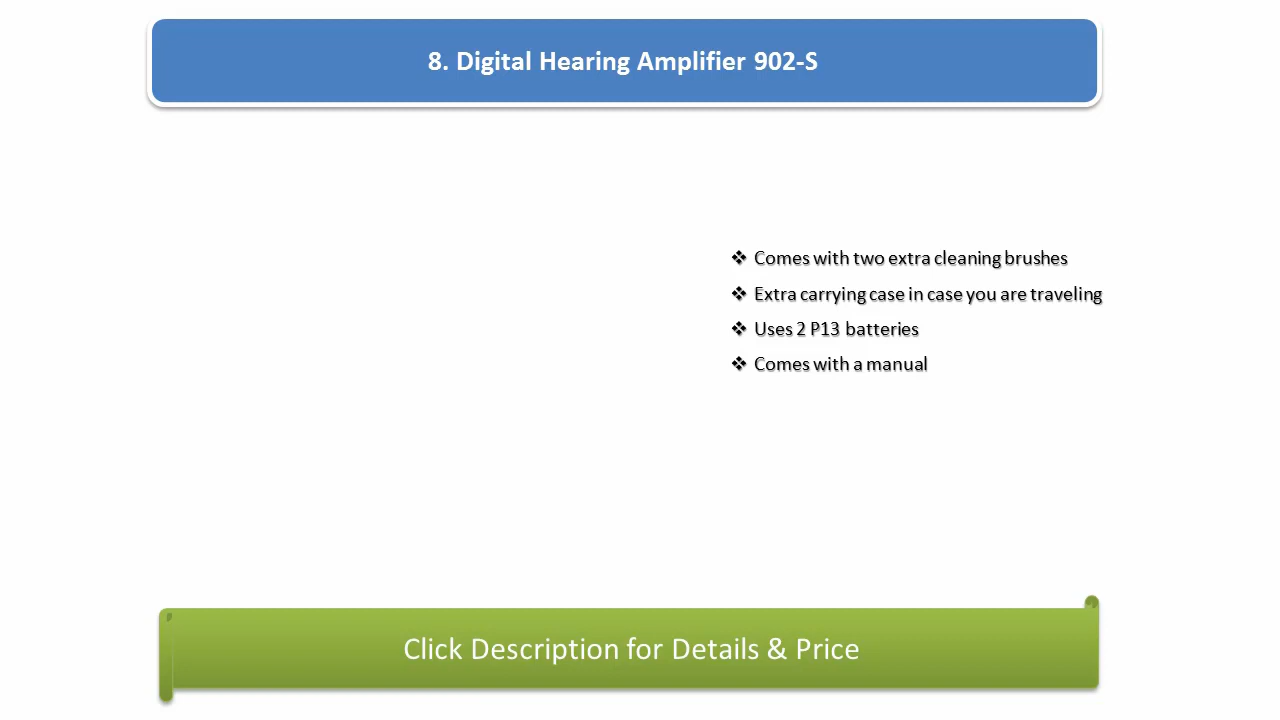 8. Digital Hearing Amplifier 902-S
❖ Comes with two extra cleaning brushes
❖ Extra carrying case in case you are traveling
❖ Uses 2 P13 batteries
❖ Comes with a manual
Click Description for Details & Price